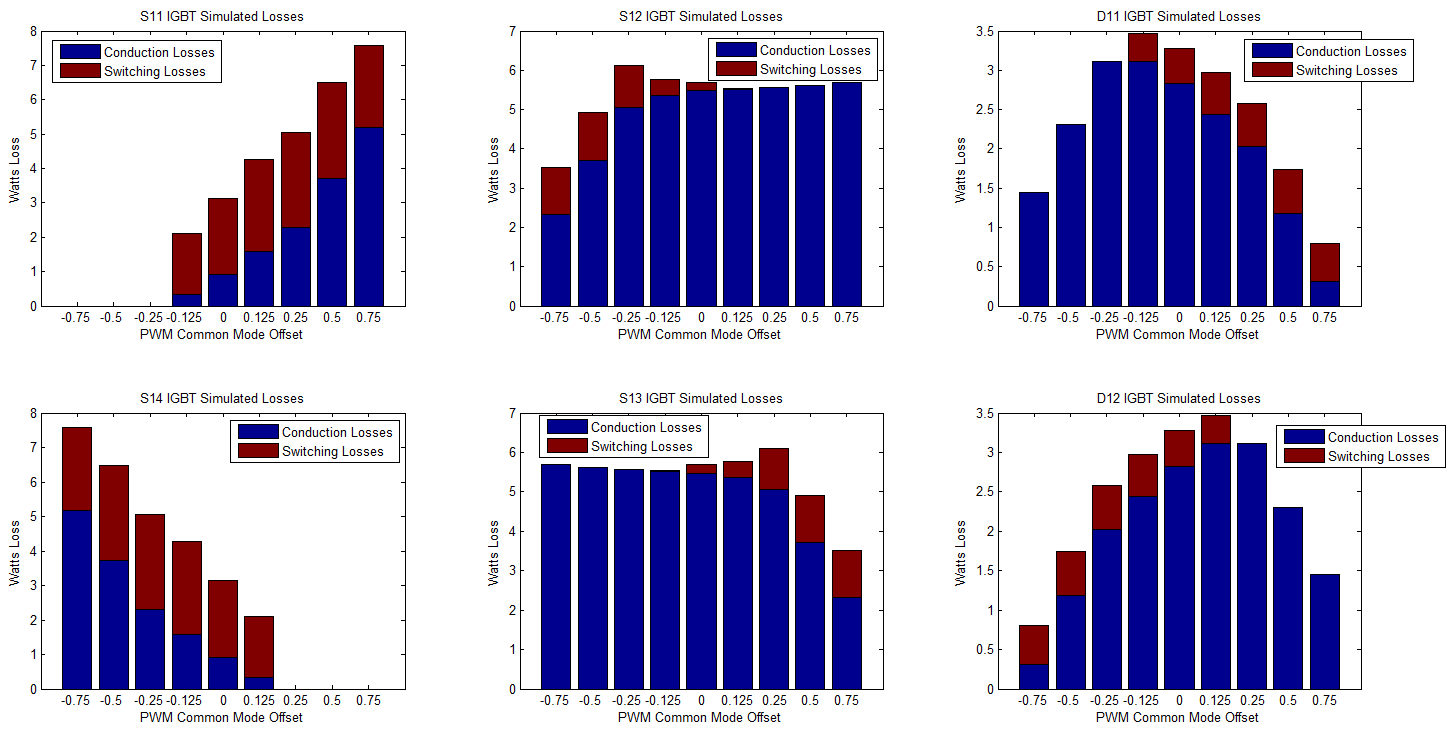 S11 IGBT Simulated Losses
8
7
6
5
4
3
2
1
0
Watts Loss
Conduction Losses
Switching Losses
-0.75 -0.5 -0.25 -0.125 0 0.125 0.25 0.5 0.75
PWM Common Mode Offset
S12 IGBT Simulated Losses
7
6
5
4
3
2
1
0
Watts Loss
Conduction Losses
Switching Losses
-0.75 -0.5 -0.25 -0.125 0 0.125 0.25 0.5 0.75
PWM Common Mode Offset
D11 IGBT Simulated Losses
3.5
3
2.5
2
1.5
1
0.5
0
Watts Loss
Conduction Losses
Switching Losses
-0.75 -0.5 -0.25 -0.125 0 0.125 0.25 0.5 0.75
PWM Common Mode Offset
S14 IGBT Simulated Losses
8
7
6
5
4
3
2
1
0
Watts Loss
Conduction Losses
Switching Losses
-0.75 -0.5 -0.25 -0.125 0 0.125 0.25 0.5 0.75
PWM Common Mode Offset
S13 IGBT Simulated Losses
7
6
5
4
3
2
1
0
Watts Loss
Conduction Losses
Switching Losses
-0.75 -0.5 -0.25 -0.125 0 0.125 0.25 0.5 0.75
PWM Common Mode Offset
D12 IGBT Simulated Losses
3.5
3
2.5
2
1.5
1
0.5
0
Watts Loss
Conduction Losses
Switching Losses
-0.75 -0.5 -0.25 -0.125 0 0.125 0.25 0.5 0.75
PWM Common Mode Offset